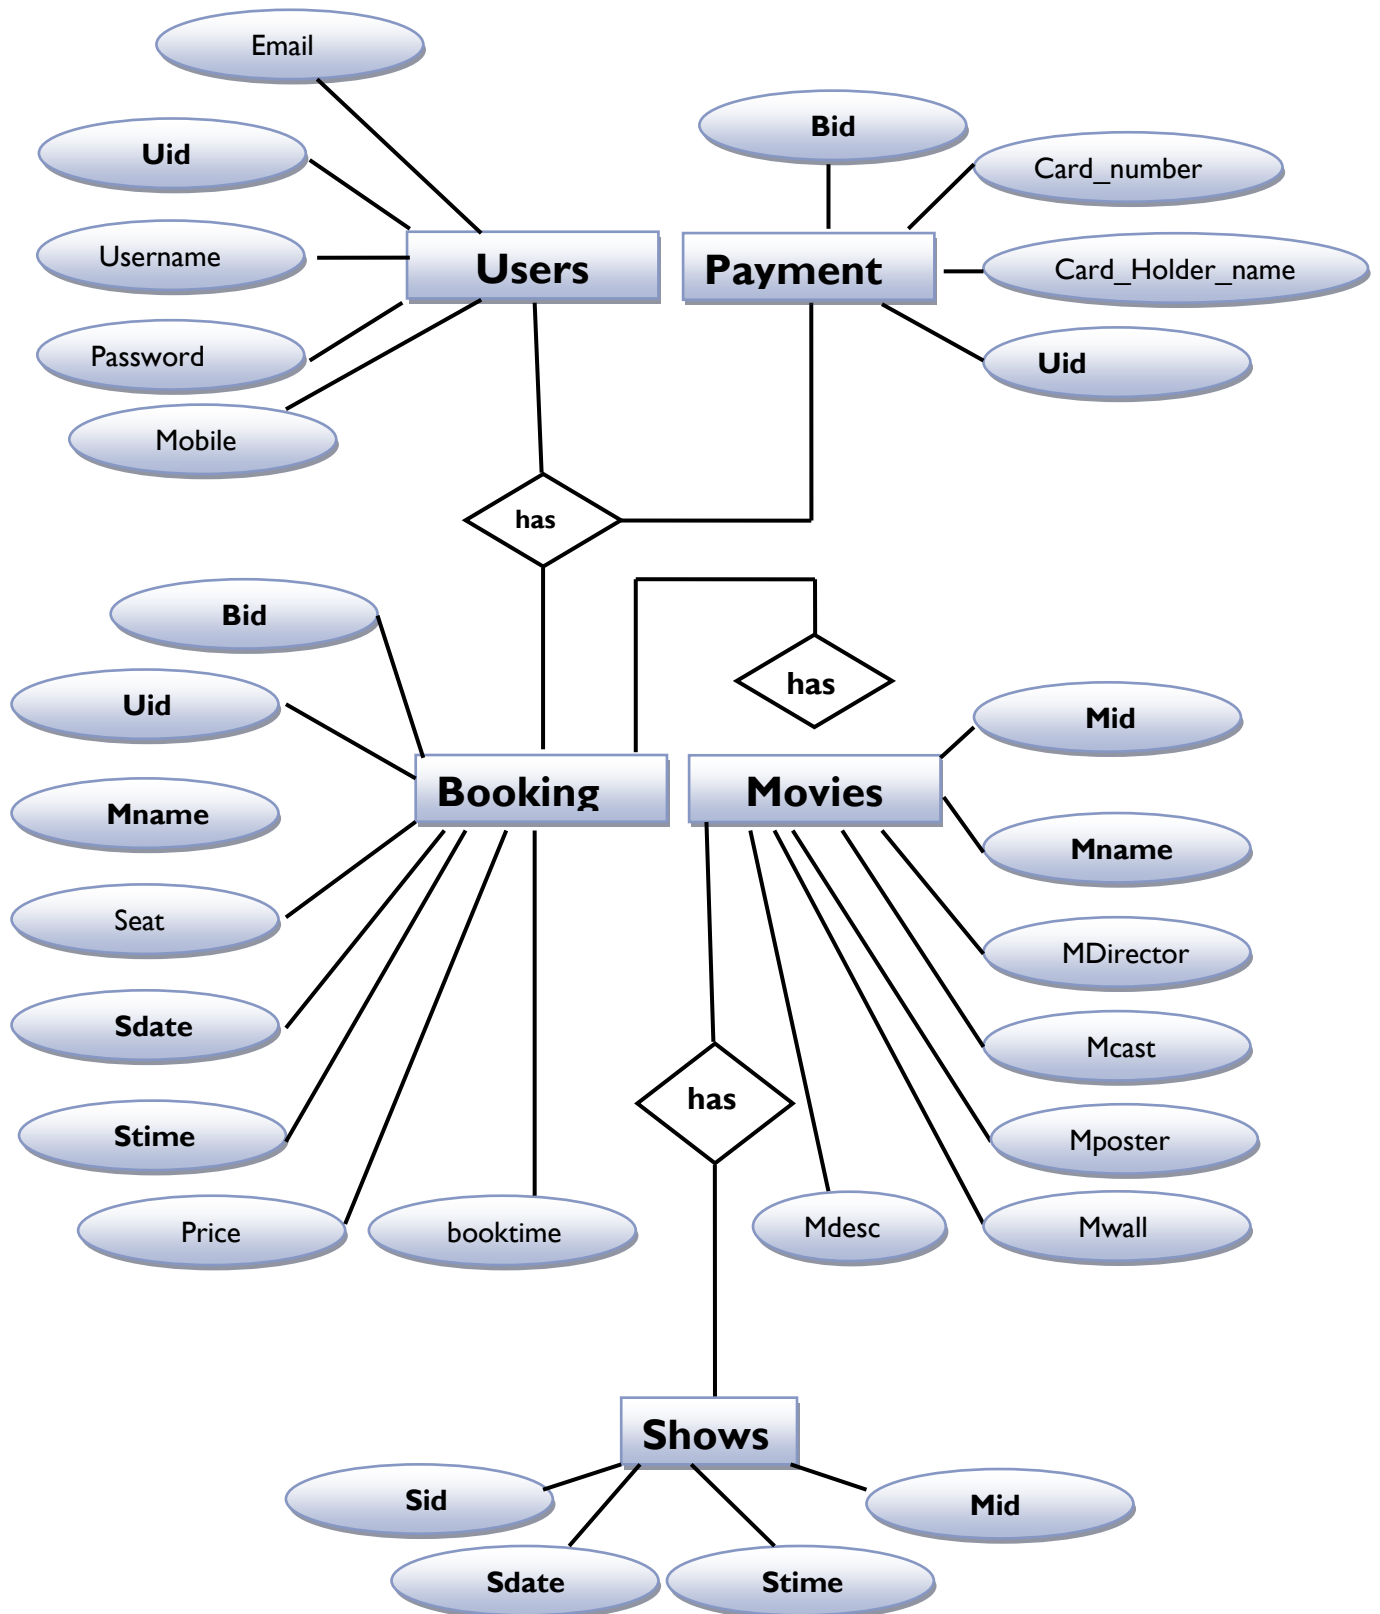 Email
Bid
Uid
Card_number
Username
Users
Payment
Card_Holder_name
Password
Uid
Mobile
has
Bid
has
Uid
Mid
Booking
Movies
Mname
Mname
Seat
MDirector
Sdate
Mcast
has
Stime
Mposter
Price
booktime
Mdesc
Mwall
Shows
Sid
Mid
Sdate
Stime